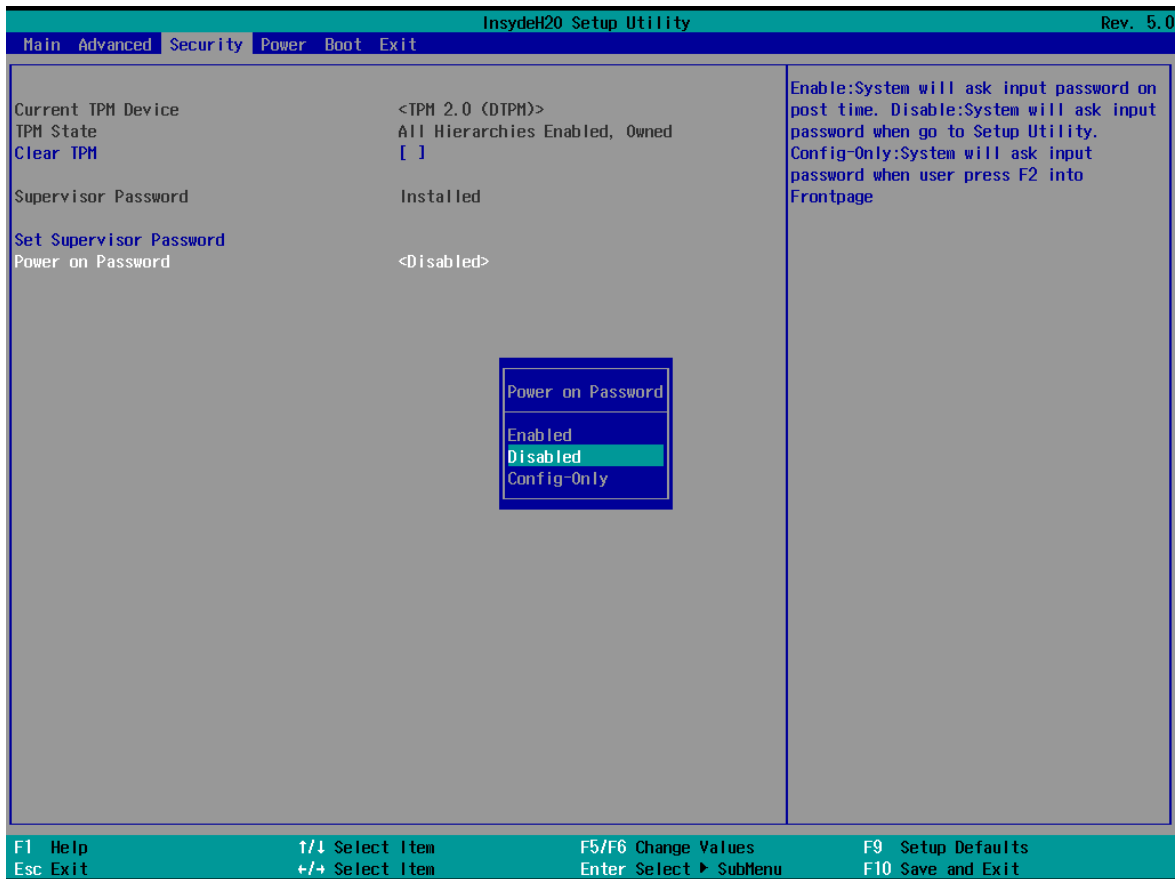 InsydeH2O Setup Utility Rev. 5.0
Main Advanced Security Power Boot Exit
Current TPM Device <TPM 2.0 (DTPM)>
TPM State All Hierarchies Enabled, Owned
Clear TPM [ ]
Supervisor Password Installed
Set Supervisor Password
Power on Password <Disabled>
Power on Password
Enabled
Disabled
Config-Only
Enable:System will ask input password on
post time. Disable:System will ask input
password when go to Setup Utility.
Config-Only:System will ask input
password when user press F2 into
Frontpage
F1 Help ↑/↓ Select Item F5/F6 Change Values F9 Setup Defaults
Esc Exit ←/→ Select Item Enter Select ▶ SubMenu F10 Save and Exit